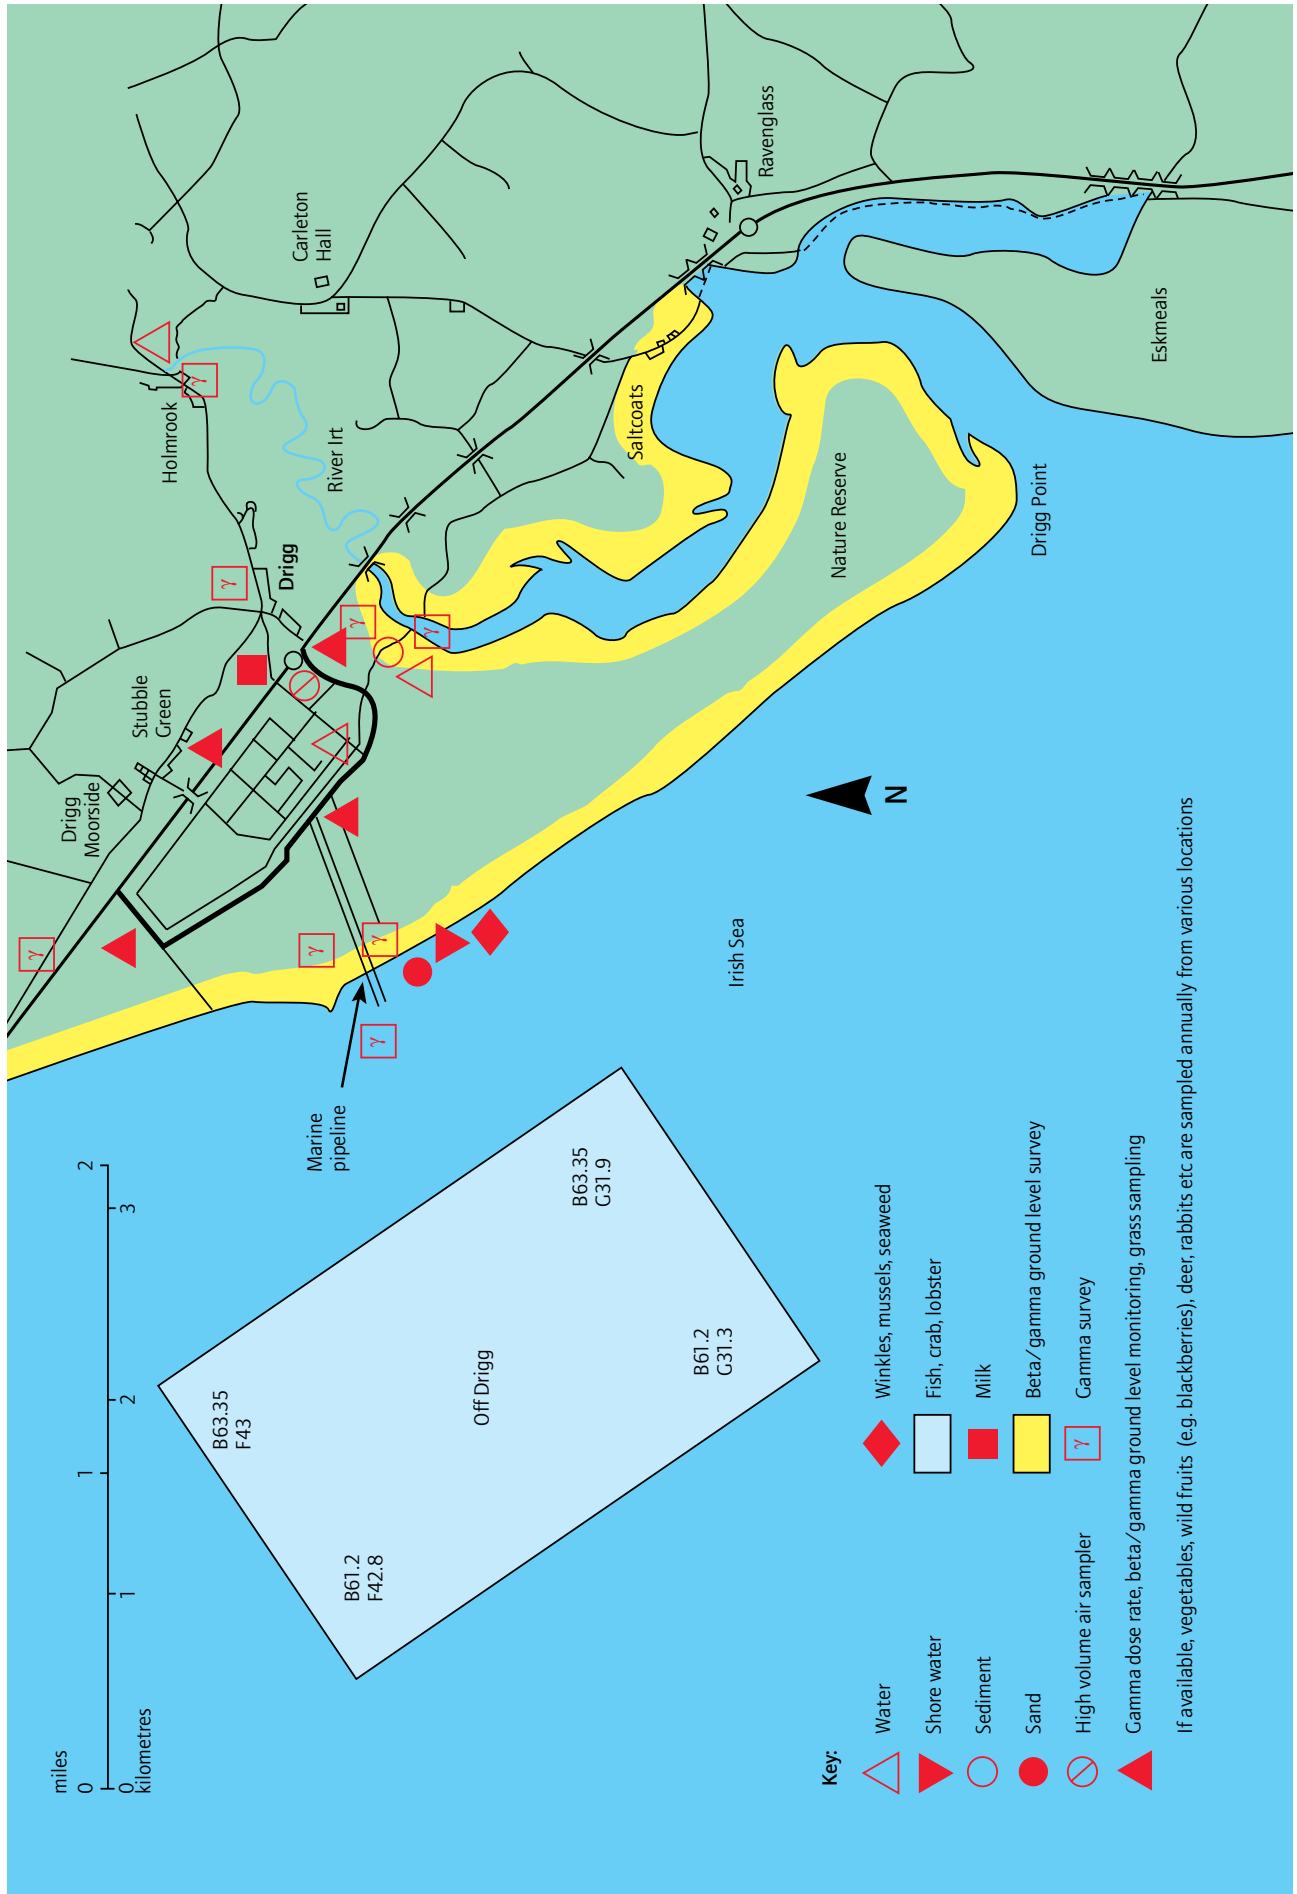 miles
0
1
2
0
1
2
3
kilometres
Drigg
Moorside
Stubble
Green
Drigg
Holmrook
River Irt
Carleton
Hall
Ravenglass
Saltcoats
Nature Reserve
Drigg Point
Eskmeals
Irish Sea
Marine
pipeline
γ
γ
γ
γ
γ
γ
γ
γ
N
B63.35
F43
B61.2
F42.8
Off Drigg
B63.35
G31.9
B61.2
G31.3
Key:
Water
Shore water
Sediment
Sand
High volume air sampler
Gamma dose rate, beta/gamma ground level monitoring, grass sampling
Winkles, mussels, seaweed
Fish, crab, lobster
Milk
Beta/gamma ground level survey
γ
Gamma survey
If available, vegetables, wild fruits (e.g. blackberries), deer, rabbits etc are sampled annually from various locations